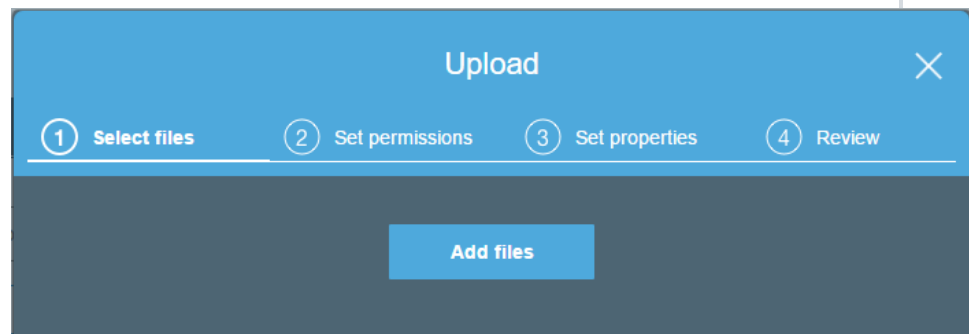 Upload
1 Select files 2 Set permissions 3 Set properties 4 Review
Add files